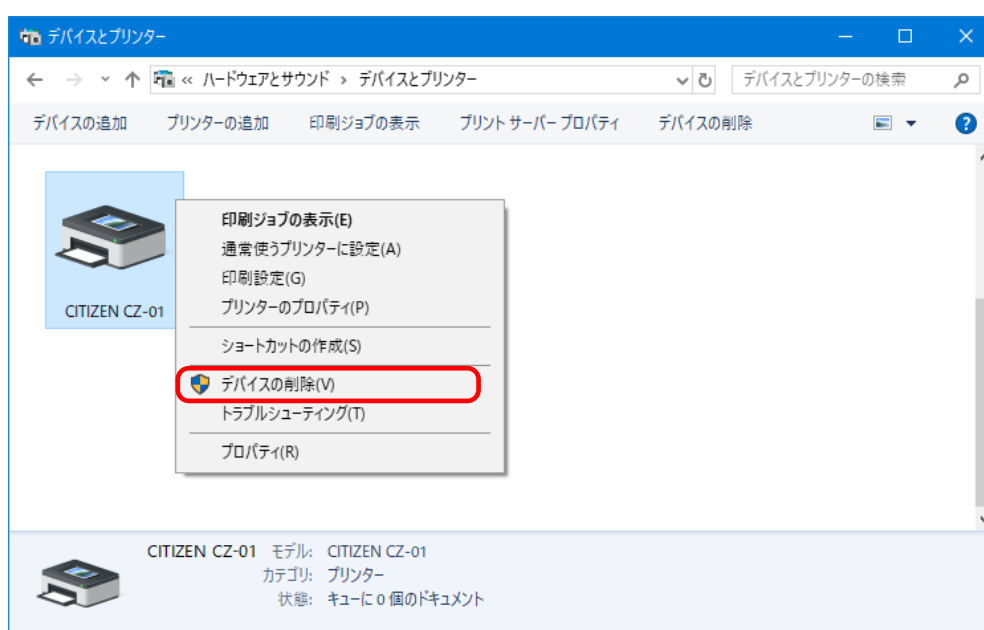 デバイスとプリンター
« ハードウェアとサウンド › デバイスとプリンター デバイスとプリンターの検索
デバイスの追加 プリンターの追加 印刷ジョブの表示 プリント サーバー プロパティ デバイスの削除
CITIZEN CZ-01
印刷ジョブの表示(E)
通常使うプリンターに設定(A)
印刷設定(G)
プリンターのプロパティ(P)
ショートカットの作成(S)
デバイスの削除(V)
トラブルシューティング(T)
プロパティ(R)
CITIZEN CZ-01 モデル: CITIZEN CZ-01
カテゴリ: プリンター
状態: キューに 0 個のドキュメント